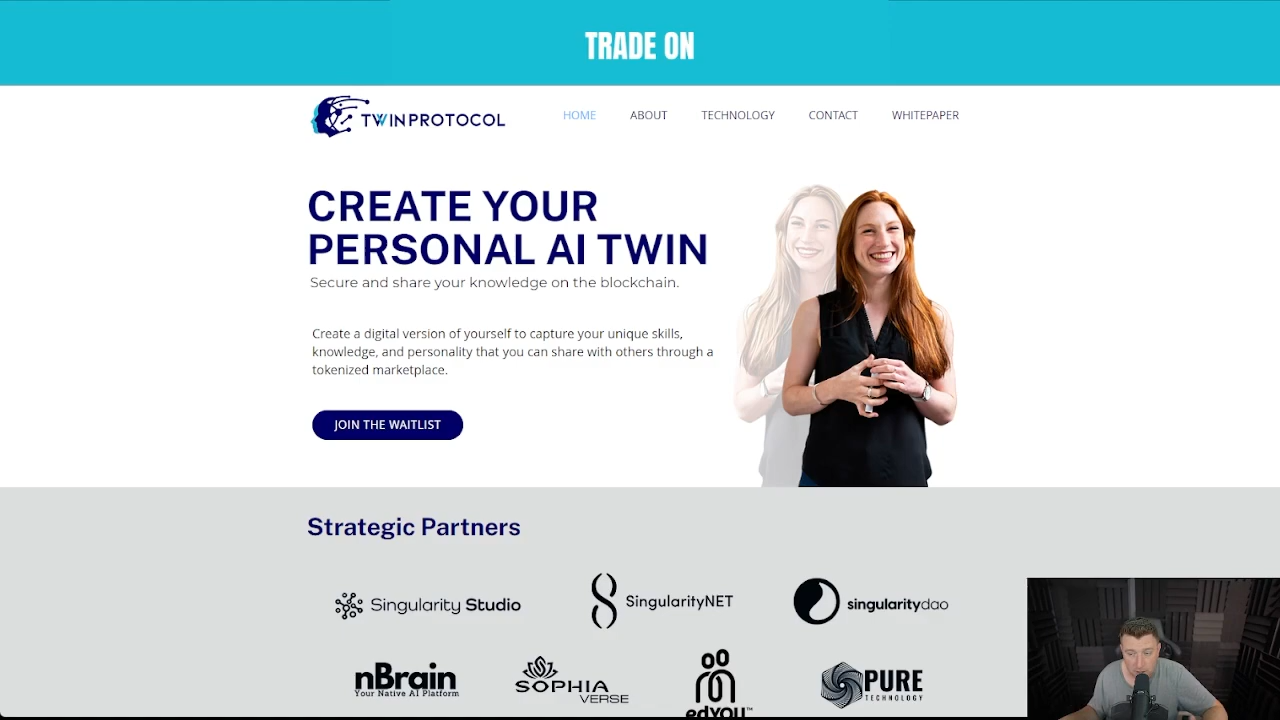 TRADE ON
TWINPROTOCOL
HOME
ABOUT
TECHNOLOGY
CONTACT
WHITEPAPER
CREATE YOUR
PERSONAL AI TWIN
Secure and share your knowledge on the blockchain.
Create a digital version of yourself to capture your unique skills,
knowledge, and personality that you can share with others through a
tokenized marketplace.
JOIN THE WAITLIST
Strategic Partners
Singularity Studio
SingularityNET
singularitydao
nBrain
Your Native AI Platform
SOPHIA
VERSE
edYOU™
PURE
TECHNOLOGY